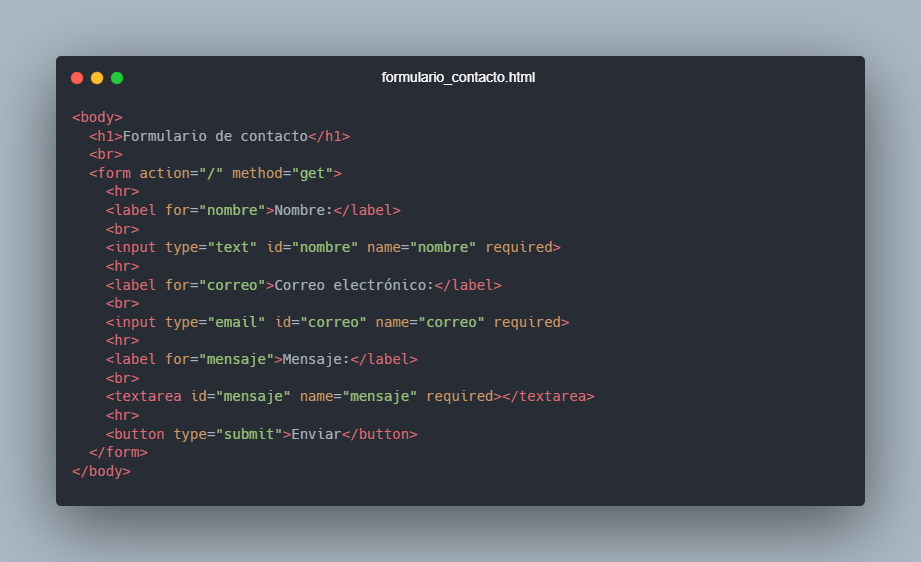 formulario_contacto.html
<body>
  <h1>Formulario de contacto</h1>
  <br>
  <form action="/" method="get">
    <hr>
    <label for="nombre">Nombre:</label>
    <br>
    <input type="text" id="nombre" name="nombre" required>
    <hr>
    <label for="correo">Correo electrónico:</label>
    <br>
    <input type="email" id="correo" name="correo" required>
    <hr>
    <label for="mensaje">Mensaje:</label>
    <br>
    <textarea id="mensaje" name="mensaje" required></textarea>
    <hr>
    <button type="submit">Enviar</button>
  </form>
</body>